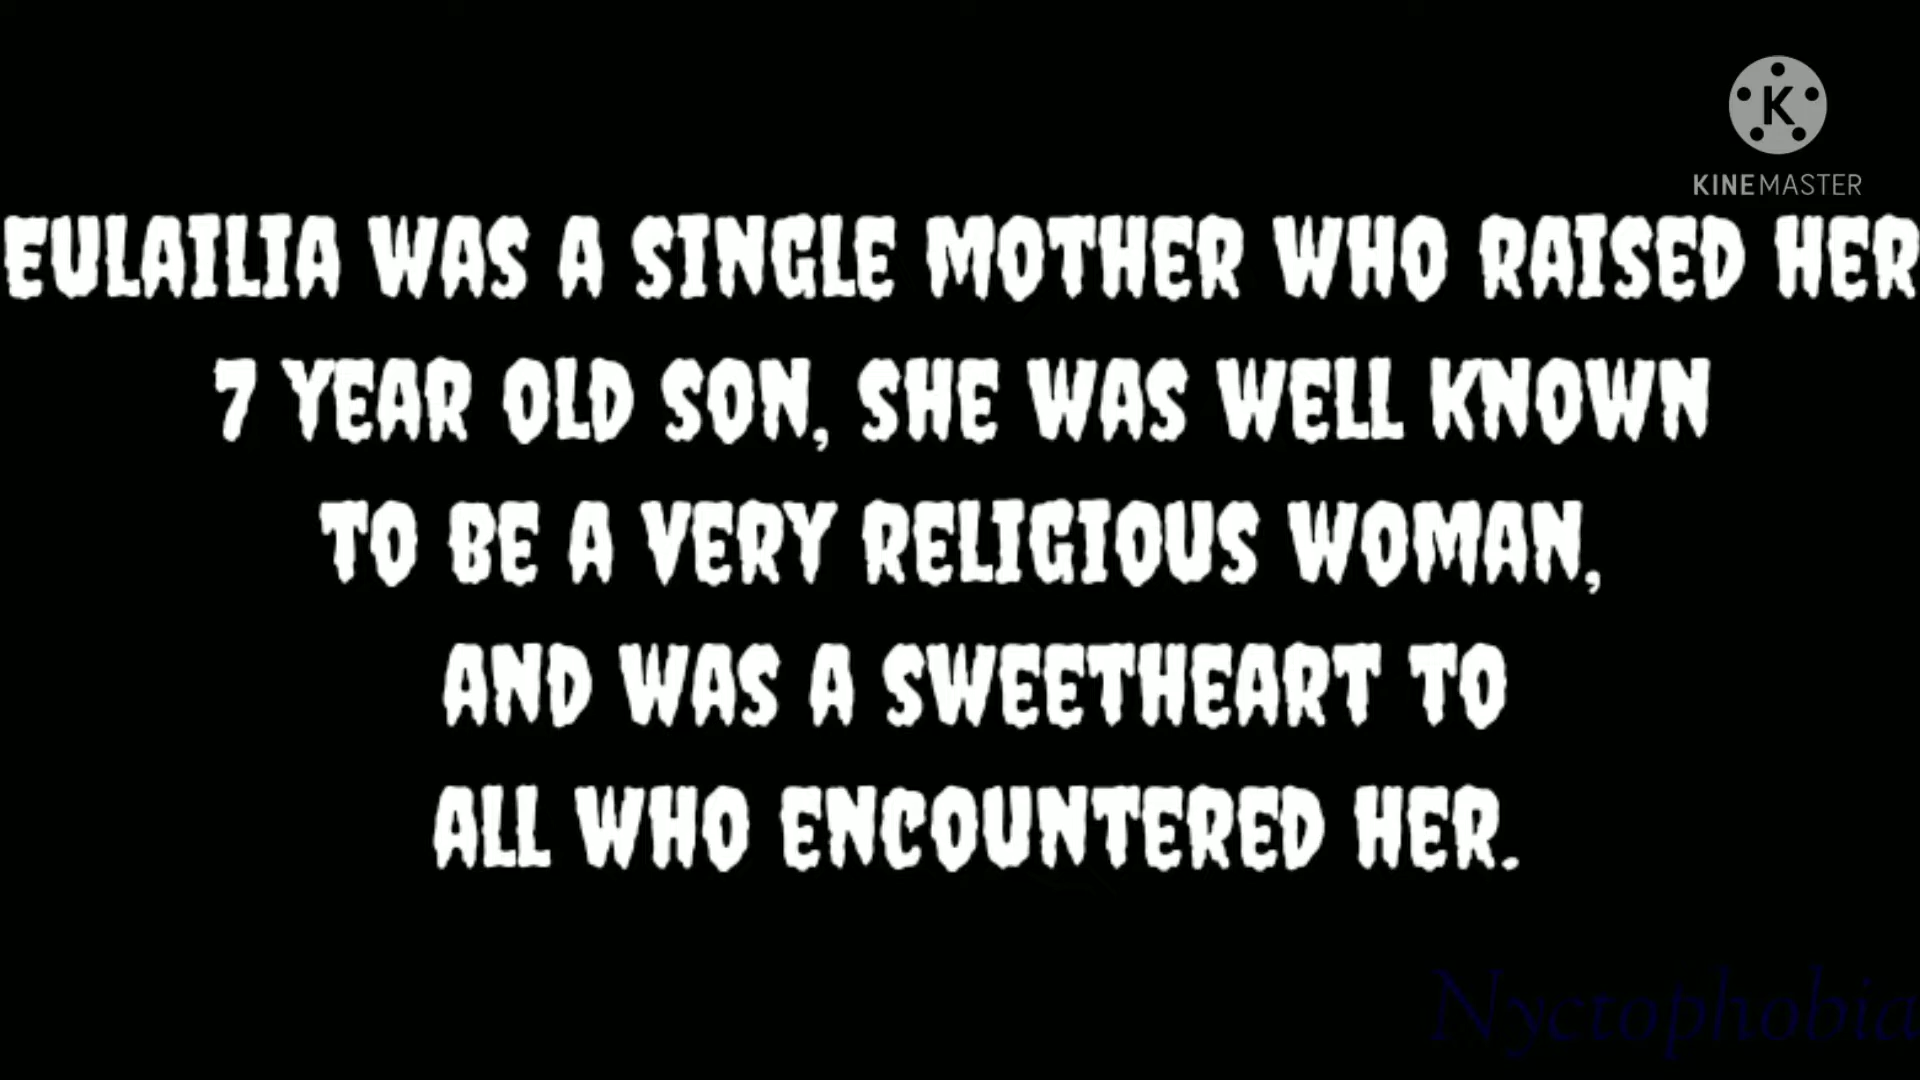 K
KINEMASTER
EULAILIA WAS A SINGLE MOTHER WHO RAISED HER
7 YEAR OLD SON, SHE WAS WELL KNOWN
TO BE A VERY RELIGIOUS WOMAN,
AND WAS A SWEETHEART TO
ALL WHO ENCOUNTERED HER.
Nyctophobia